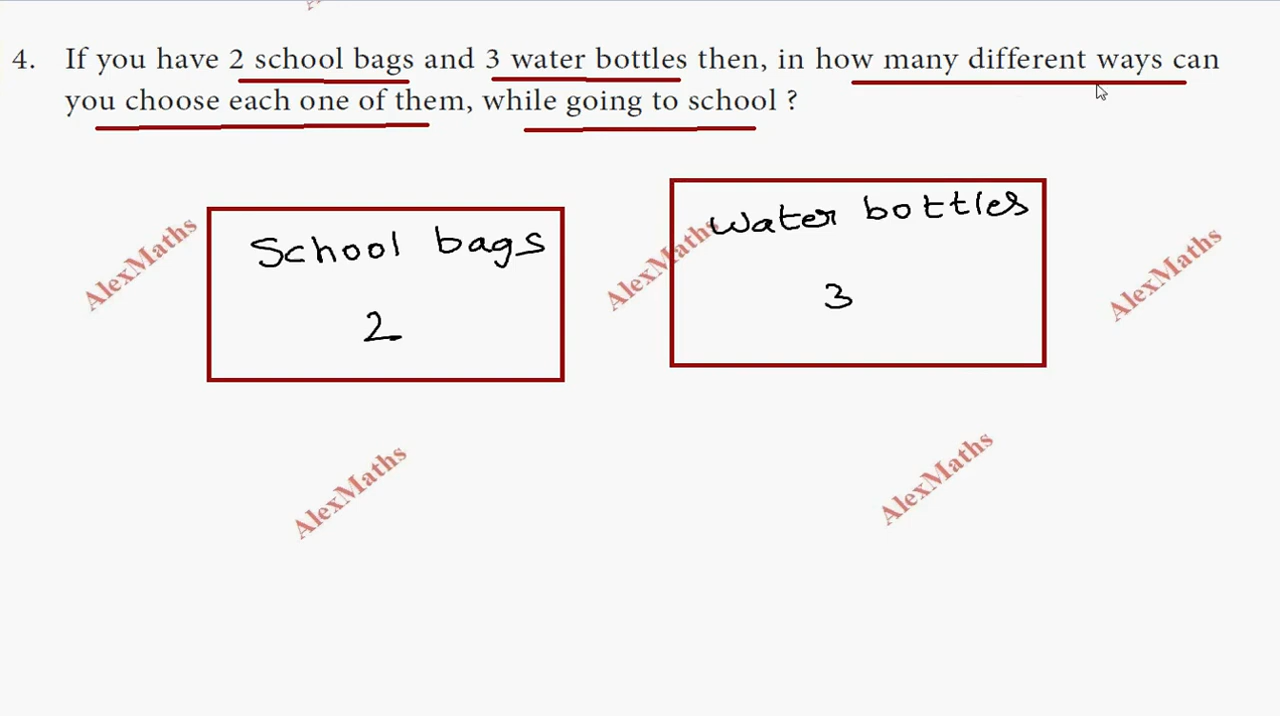 4. If you have 2 school bags and 3 water bottles then, in how many different ways can
you choose each one of them, while going to school ?
School bags
2
Water bottles
3
AlexMaths
AlexMaths
AlexMaths
AlexMaths
AlexMaths